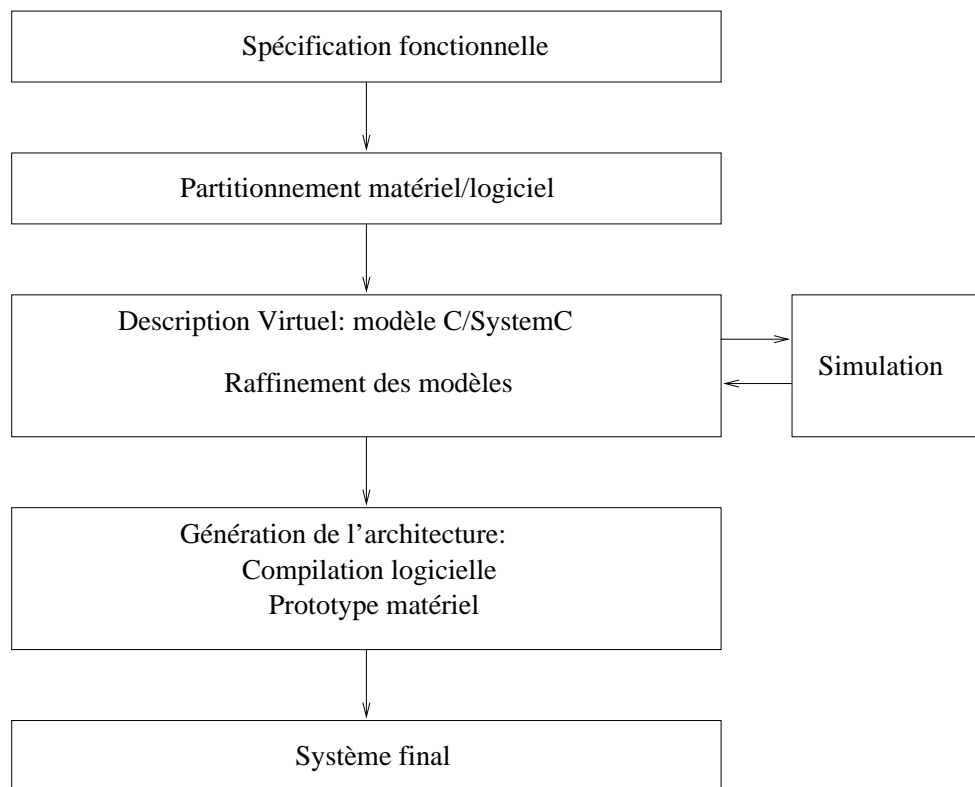 Spécification fonctionnelle
Partitionnement matériel/logiciel
Description Virtuel: modèle C/SystemC
Raffinement des modèles
Simulation
Génération de l’architecture:
Compilation logicielle
Prototype matériel
Système final